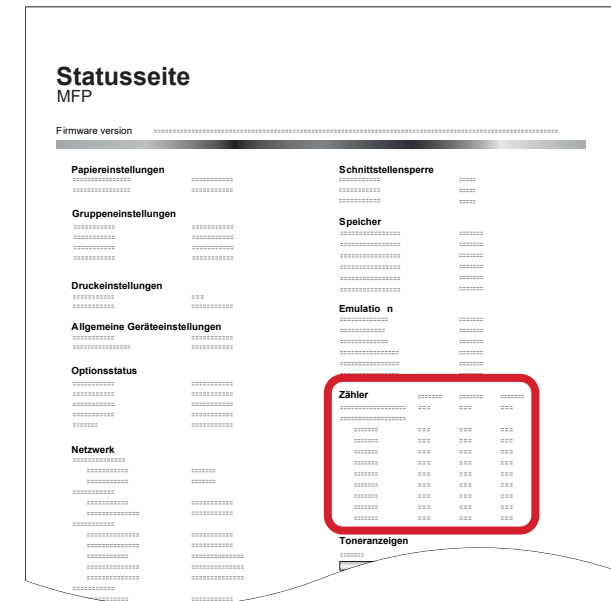 Statusseite
MFP
Firmware version
Papiereinstellungen
Gruppeneinstellungen
Druckeinstellungen
Allgemeine Geräteeinstellungen
Optionsstatus
Netzwerk
Schnittstellensperre
Speicher
Emulatio n
Zähler
Toneranzeigen